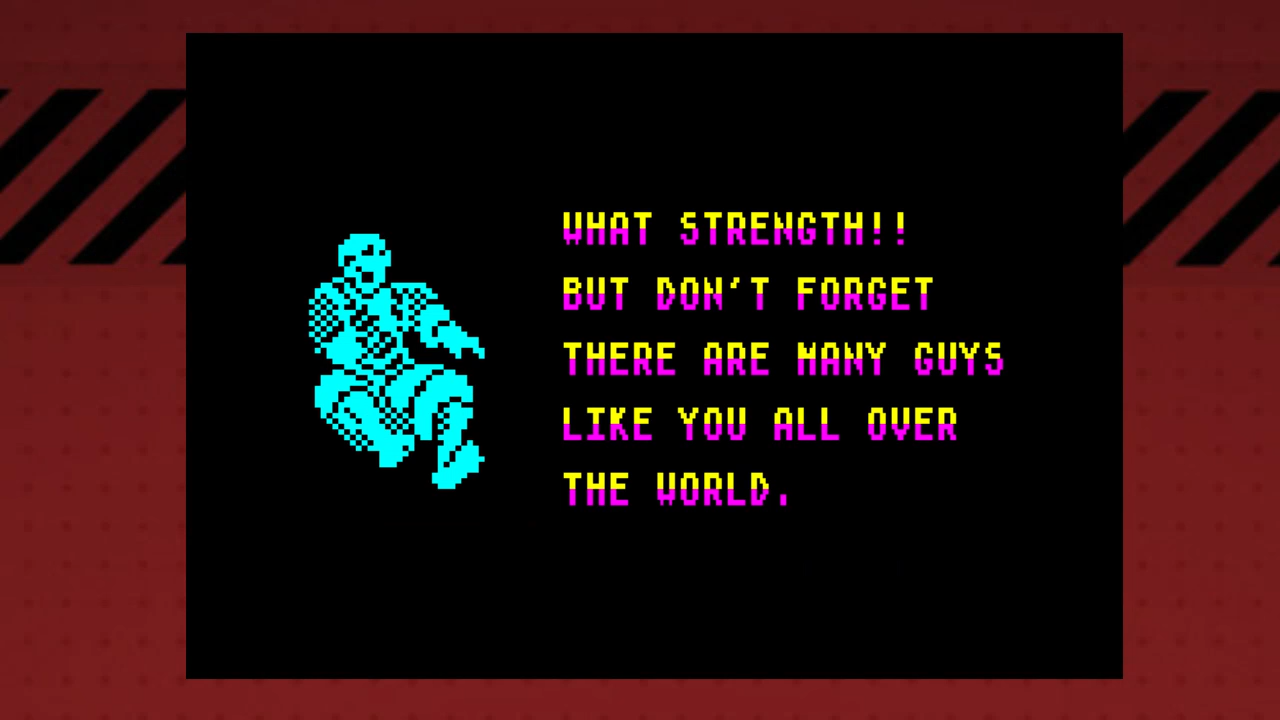 WHAT STRENGTH!!
BUT DON'T FORGET
THERE ARE MANY GUYS
LIKE YOU ALL OVER
THE WORLD.